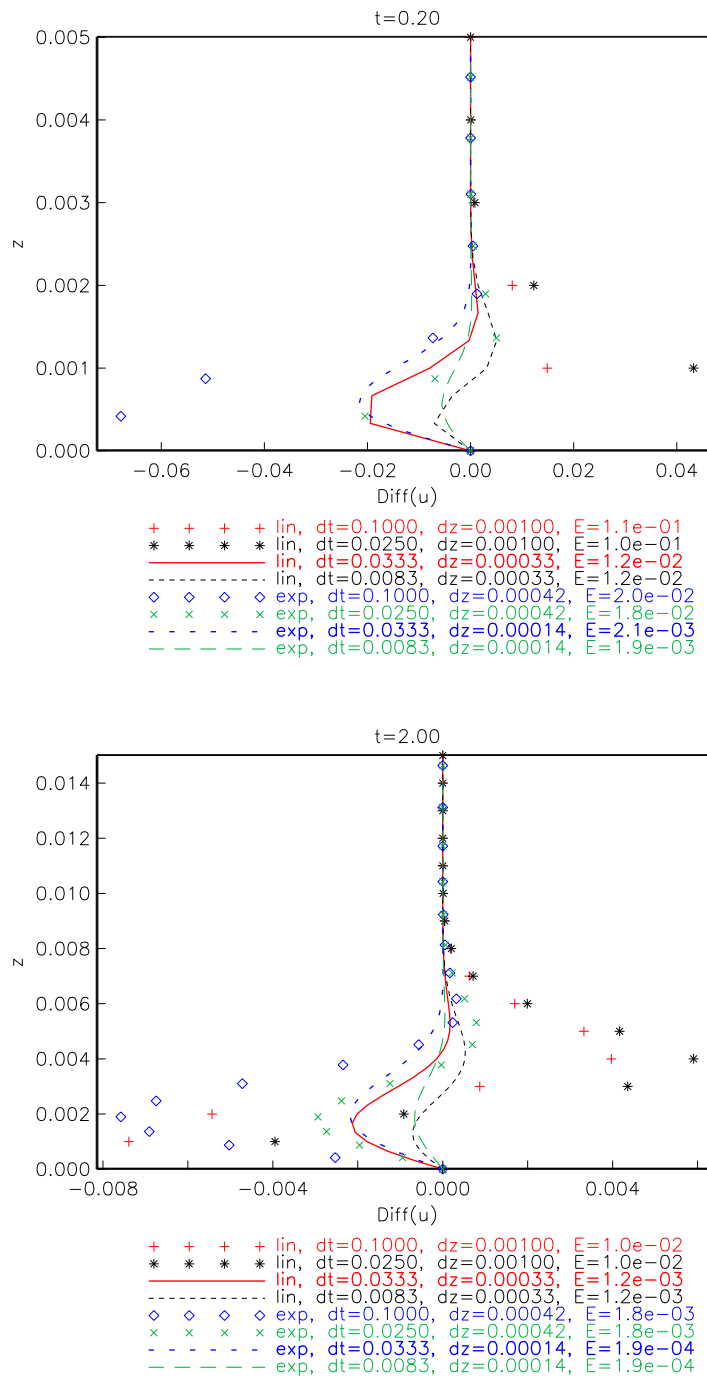 t=0.20
0.005
0.004
0.003
0.002
0.001
0.000
z
−0.06 −0.04 −0.02 0.00 0.02 0.04
Diff(u)
lin, dt=0.1000, dz=0.00100, E=1.1e−01
lin, dt=0.0250, dz=0.00100, E=1.0e−01
lin, dt=0.0333, dz=0.00033, E=1.2e−02
lin, dt=0.0083, dz=0.00033, E=1.2e−02
exp, dt=0.1000, dz=0.00042, E=2.0e−02
exp, dt=0.0250, dz=0.00042, E=1.8e−02
exp, dt=0.0333, dz=0.00014, E=2.1e−03
exp, dt=0.0083, dz=0.00014, E=1.9e−03
t=2.00
0.014
0.012
0.010
0.008
0.006
0.004
0.002
0.000
z
−0.008 −0.004 0.000 0.004
Diff(u)
lin, dt=0.1000, dz=0.00100, E=1.0e−02
lin, dt=0.0250, dz=0.00100, E=1.0e−02
lin, dt=0.0333, dz=0.00033, E=1.2e−03
lin, dt=0.0083, dz=0.00033, E=1.2e−03
exp, dt=0.1000, dz=0.00042, E=1.8e−03
exp, dt=0.0250, dz=0.00042, E=1.8e−03
exp, dt=0.0333, dz=0.00014, E=1.9e−04
exp, dt=0.0083, dz=0.00014, E=1.9e−04